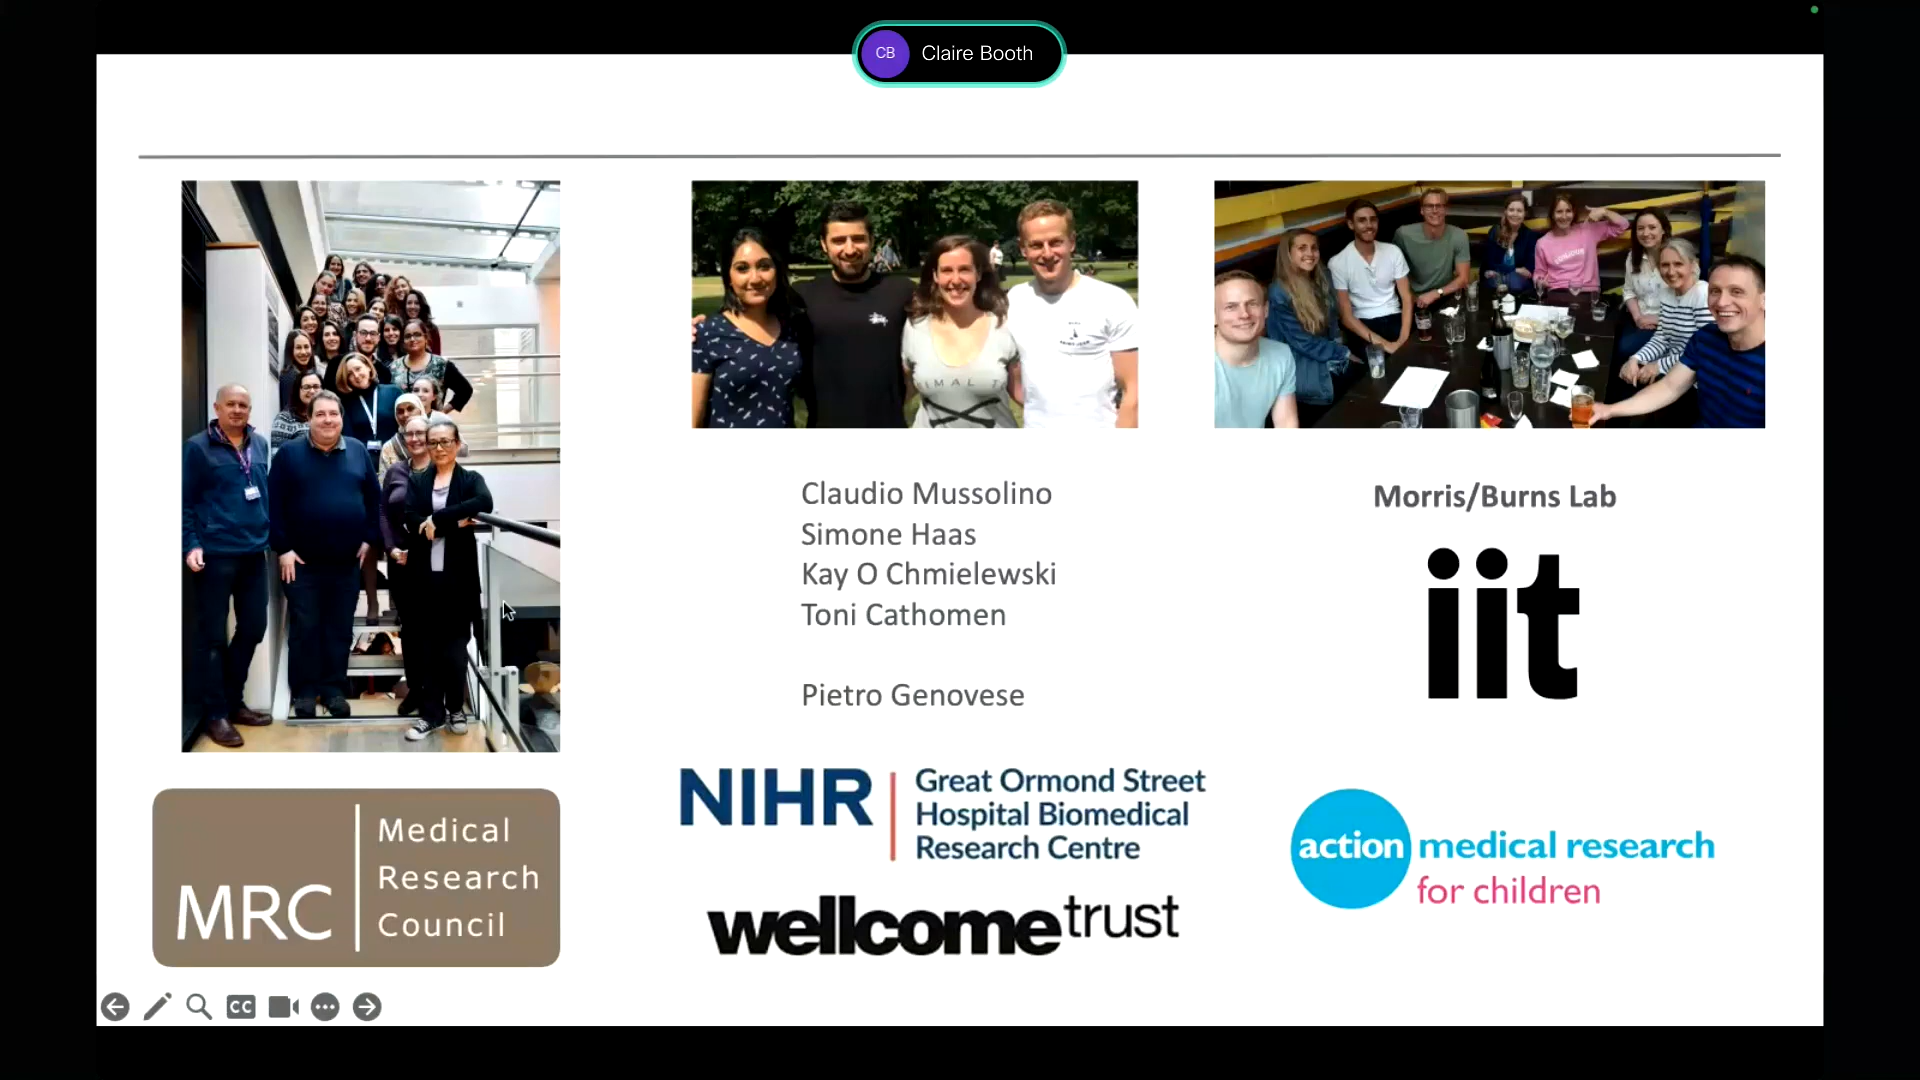 CB Claire Booth
Claudio Mussolino
Simone Haas
Kay O Chmielewski
Toni Cathomen
Pietro Genovese
Morris/Burns Lab
iit
MRC
Medical
Research
Council
NIHR
Great Ormond Street
Hospital Biomedical
Research Centre
wellcometrust
action medical research
for children
CC